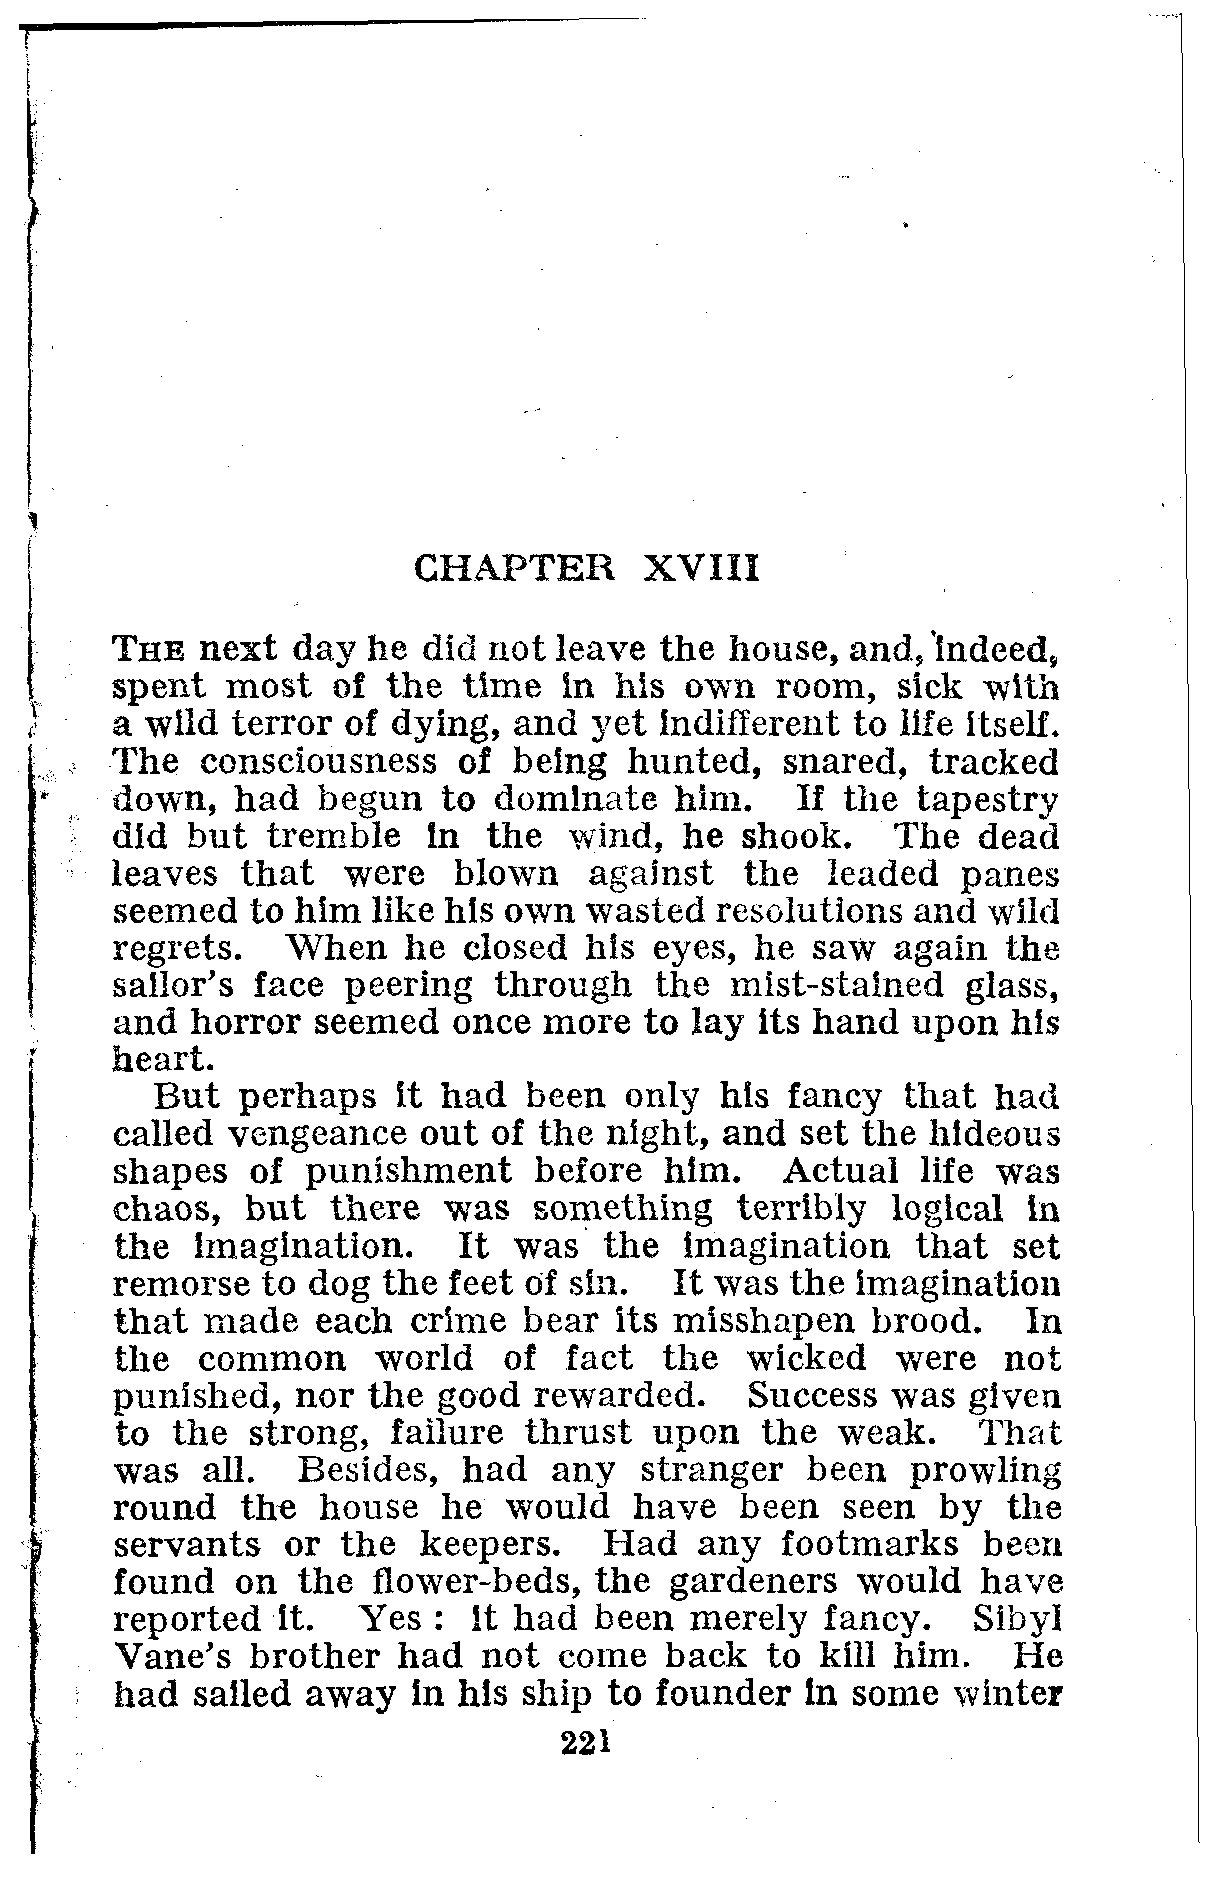 CHAPTER XVIII
THE next day he did not leave the house, and, indeed,
spent most of the time in his own room, sick with
a wild terror of dying, and yet indifferent to life itself.
The consciousness of being hunted, snared, tracked
down, had begun to dominate him. If the tapestry
did but tremble in the wind, he shook. The dead
leaves that were blown against the leaded panes
seemed to him like his own wasted resolutions and wild
regrets. When he closed his eyes, he saw again the
sailor's face peering through the mist-stained glass,
and horror seemed once more to lay its hand upon his
heart.
But perhaps it had been only his fancy that had
called vengeance out of the night, and set the hideous
shapes of punishment before him. Actual life was
chaos, but there was something terribly logical in
the imagination. It was the imagination that set
remorse to dog the feet of sin. It was the imagination
that made each crime bear its misshapen brood. In
the common world of fact the wicked were not
punished, nor the good rewarded. Success was given
to the strong, failure thrust upon the weak. That
was all. Besides, had any stranger been prowling
round the house he would have been seen by the
servants or the keepers. Had any footmarks been
found on the flower-beds, the gardeners would have
reported it. Yes : it had been merely fancy. Sibyl
Vane's brother had not come back to kill him. He
had sailed away in his ship to founder in some winter
221